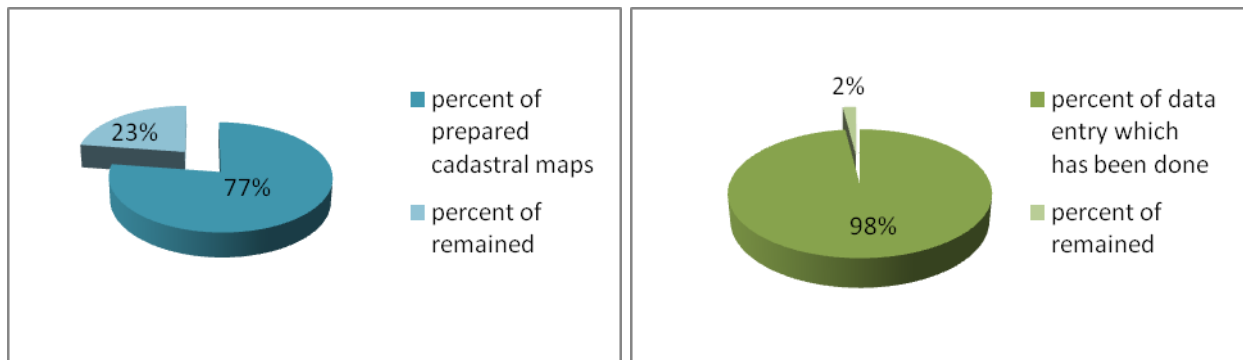 23%
77%
percent of
prepared
cadastral maps
percent of
remained
2%
98%
percent of data
entry which
has been done
percent of
remained